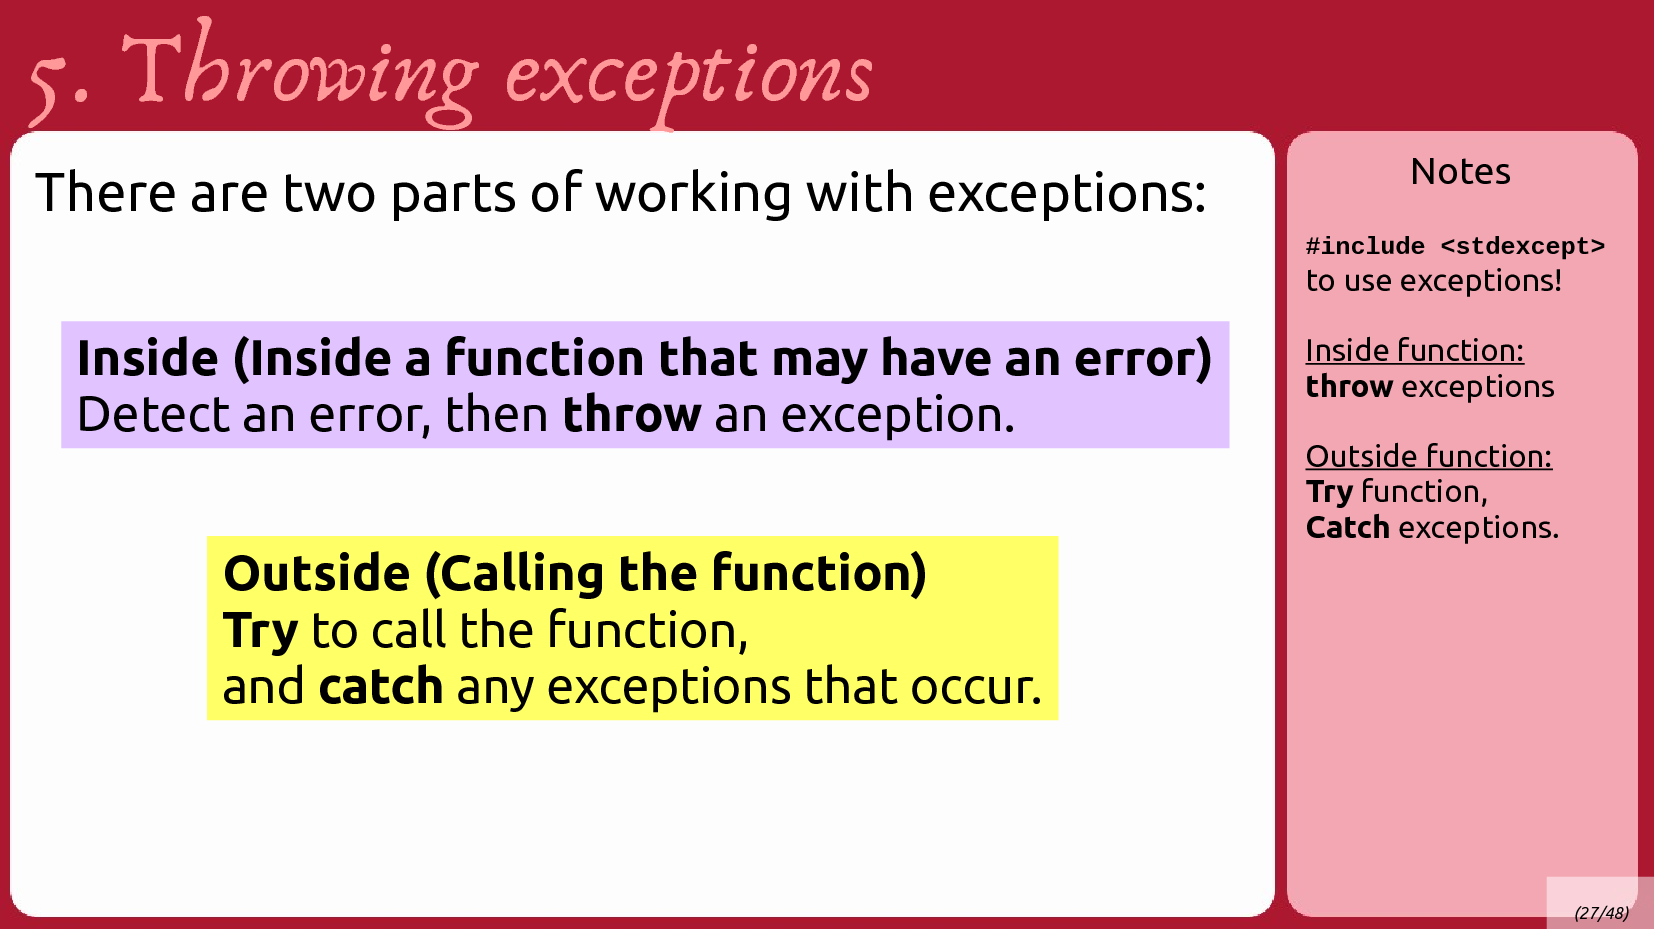 5. Throwing exceptions
There are two parts of working with exceptions:
Inside (Inside a function that may have an error)
Detect an error, then throw an exception.
Outside (Calling the function)
Try to call the function,
and catch any exceptions that occur.
Notes
#include <stdexcept>
to use exceptions!
Inside function:
throw exceptions
Outside function:
Try function,
Catch exceptions.
(27/48)